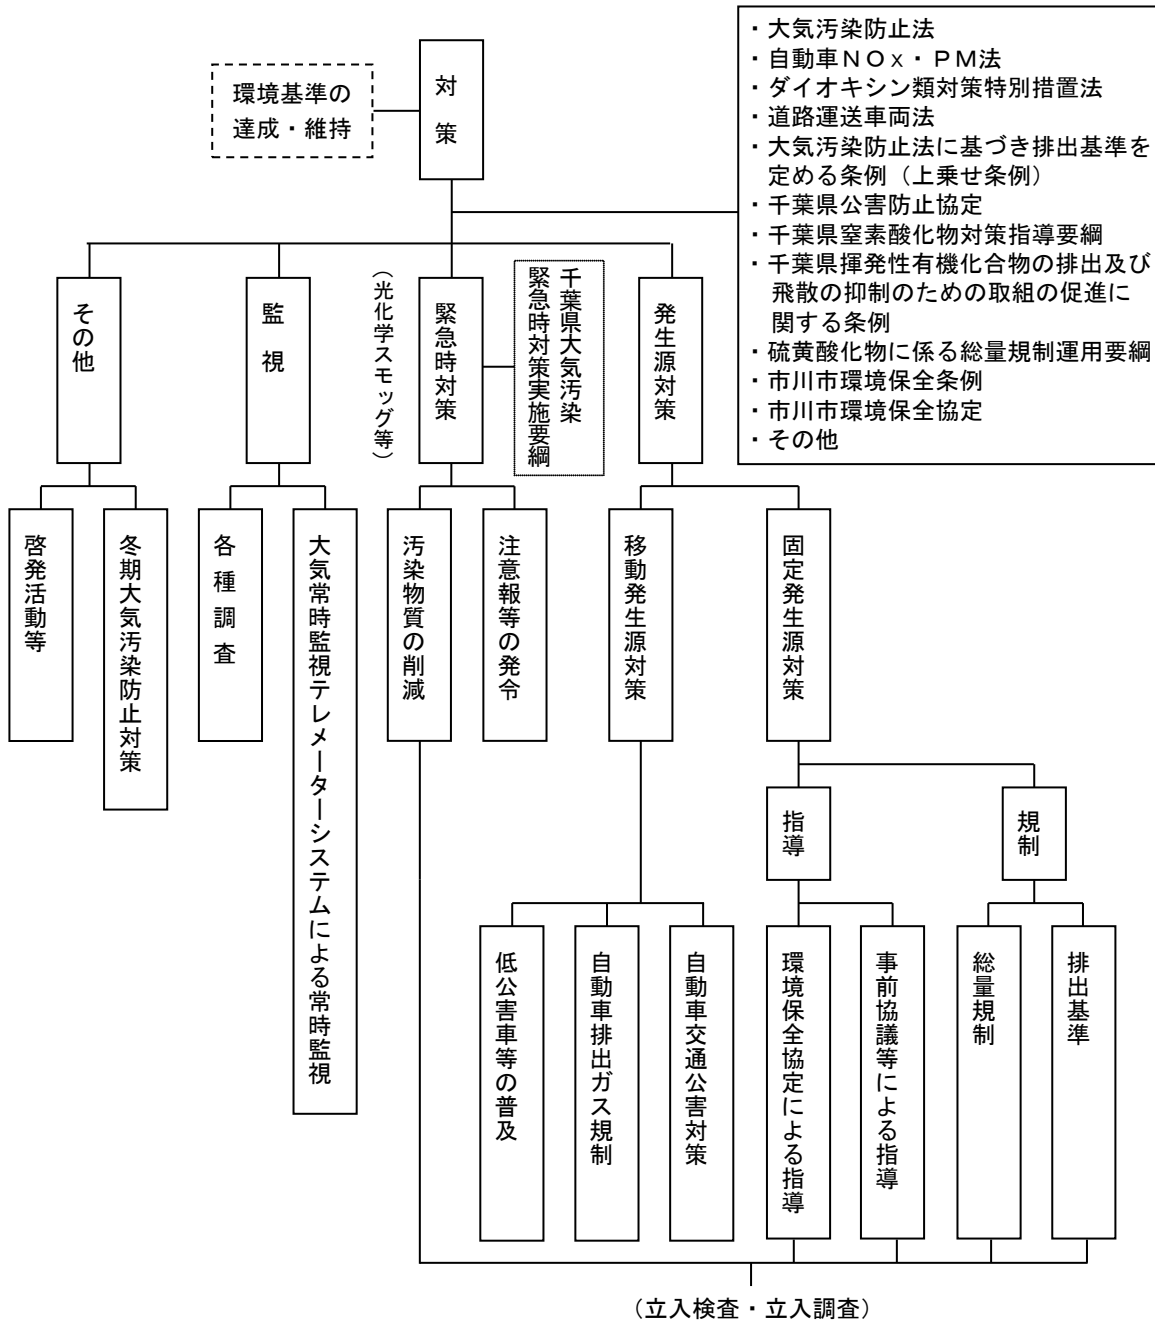 環境基準の
達成・維持
対策
・大気汚染防止法
・自動車ＮＯｘ・ＰＭ法
・ダイオキシン類対策特別措置法
・道路運送車両法
・大気汚染防止法に基づき排出基準を
定める条例（上乗せ条例）
・千葉県公害防止協定
・千葉県窒素酸化物対策指導要綱
・千葉県揮発性有機化合物の排出及び
飛散の抑制のための取組の促進に
関する条例
・硫黄酸化物に係る総量規制運用要綱
・市川市環境保全条例
・市川市環境保全協定
・その他
その他
監視
（光化学スモッグ等）
緊急時対策
千葉県大気汚染
緊急時対策実施要綱
発生源対策
啓発活動等
冬期大気汚染防止対策
各種調査
大気常時監視テレメーターシステムによる常時監視
汚染物質の削減
注意報等の発令
移動発生源対策
固定発生源対策
指導
規制
低公害車等の普及
自動車排出ガス規制
自動車交通公害対策
環境保全協定による指導
事前協議等による指導
総量規制
排出基準
（立入検査・立入調査）